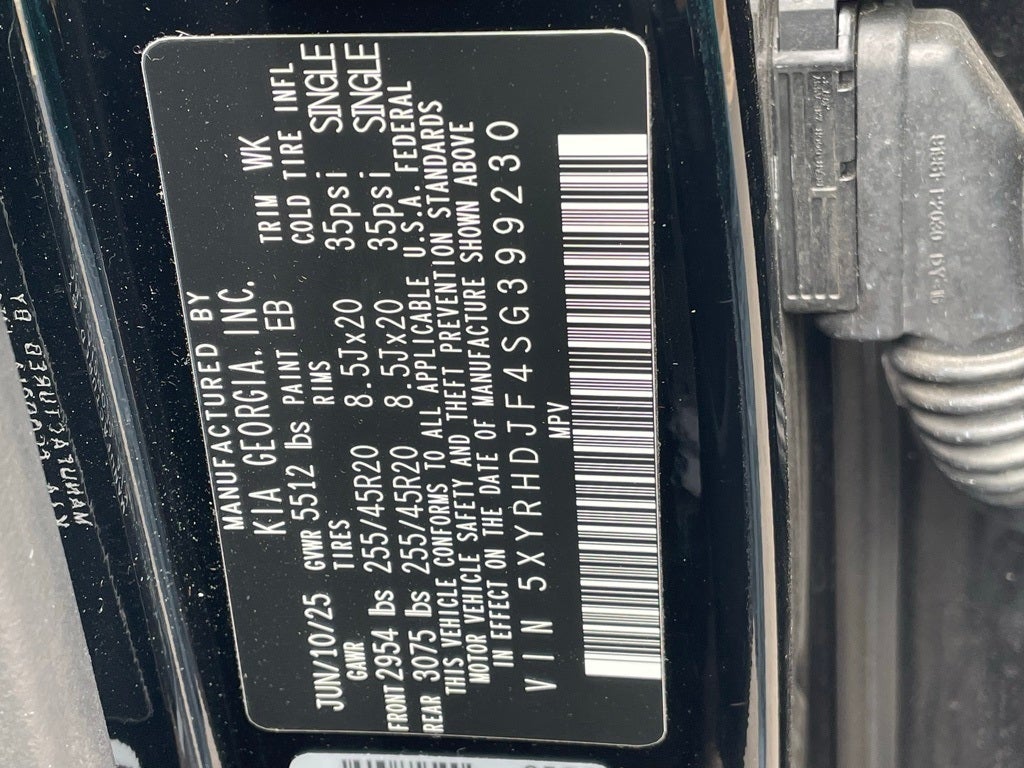 MANUFACTURED BY
KIA GEORGIA. INC.
JUN/10/25 GVWR 5512 lbs PAINT EB TRIM WK
GAWR TIRES RIMS COLD TIRE INFL
FRONT 2954 lbs 255/45R20 8.5Jx20 35psi SINGLE
REAR 3075 lbs 255/45R20 8.5Jx20 35psi SINGLE
THIS VEHICLE CONFORMS TO ALL APPLICABLE U.S.A. FEDERAL
MOTOR VEHICLE SAFETY AND THEFT PREVENTION STANDARDS
IN EFFECT ON THE DATE OF MANUFACTURE SHOWN ABOVE
VIN 5XYRHDJF4SG399230
MPV